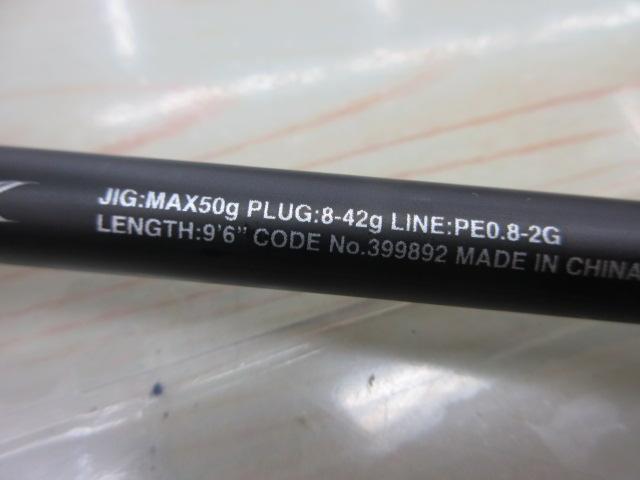 JIG:MAX50g PLUG:8-42g LINE:PE0.8-2G
LENGTH:9'6" CODE No.399892 MADE IN CHINA